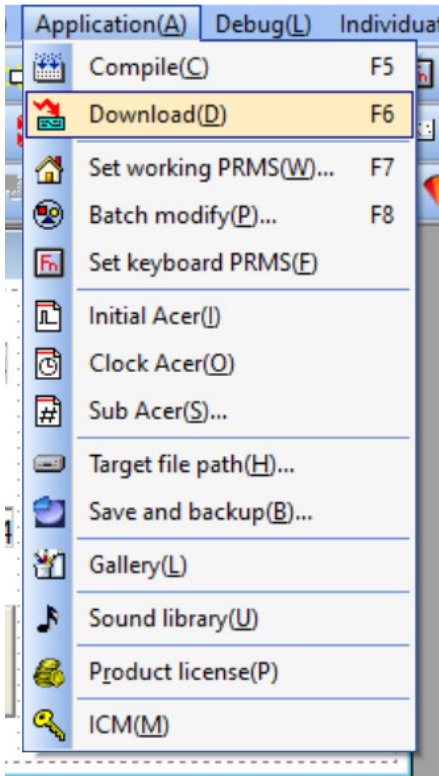 Application(A) Debug(L) Individuat
Compile(C) F5
Download(D) F6
Set working PRMS(W)... F7
Batch modify(P)... F8
Fn Set keyboard PRMS(F)
Initial Acer(I)
Clock Acer(O)
# Sub Acer(S)...
Target file path(H)...
Save and backup(B)...
Gallery(L)
Sound library(U)
Product license(P)
ICM(M)